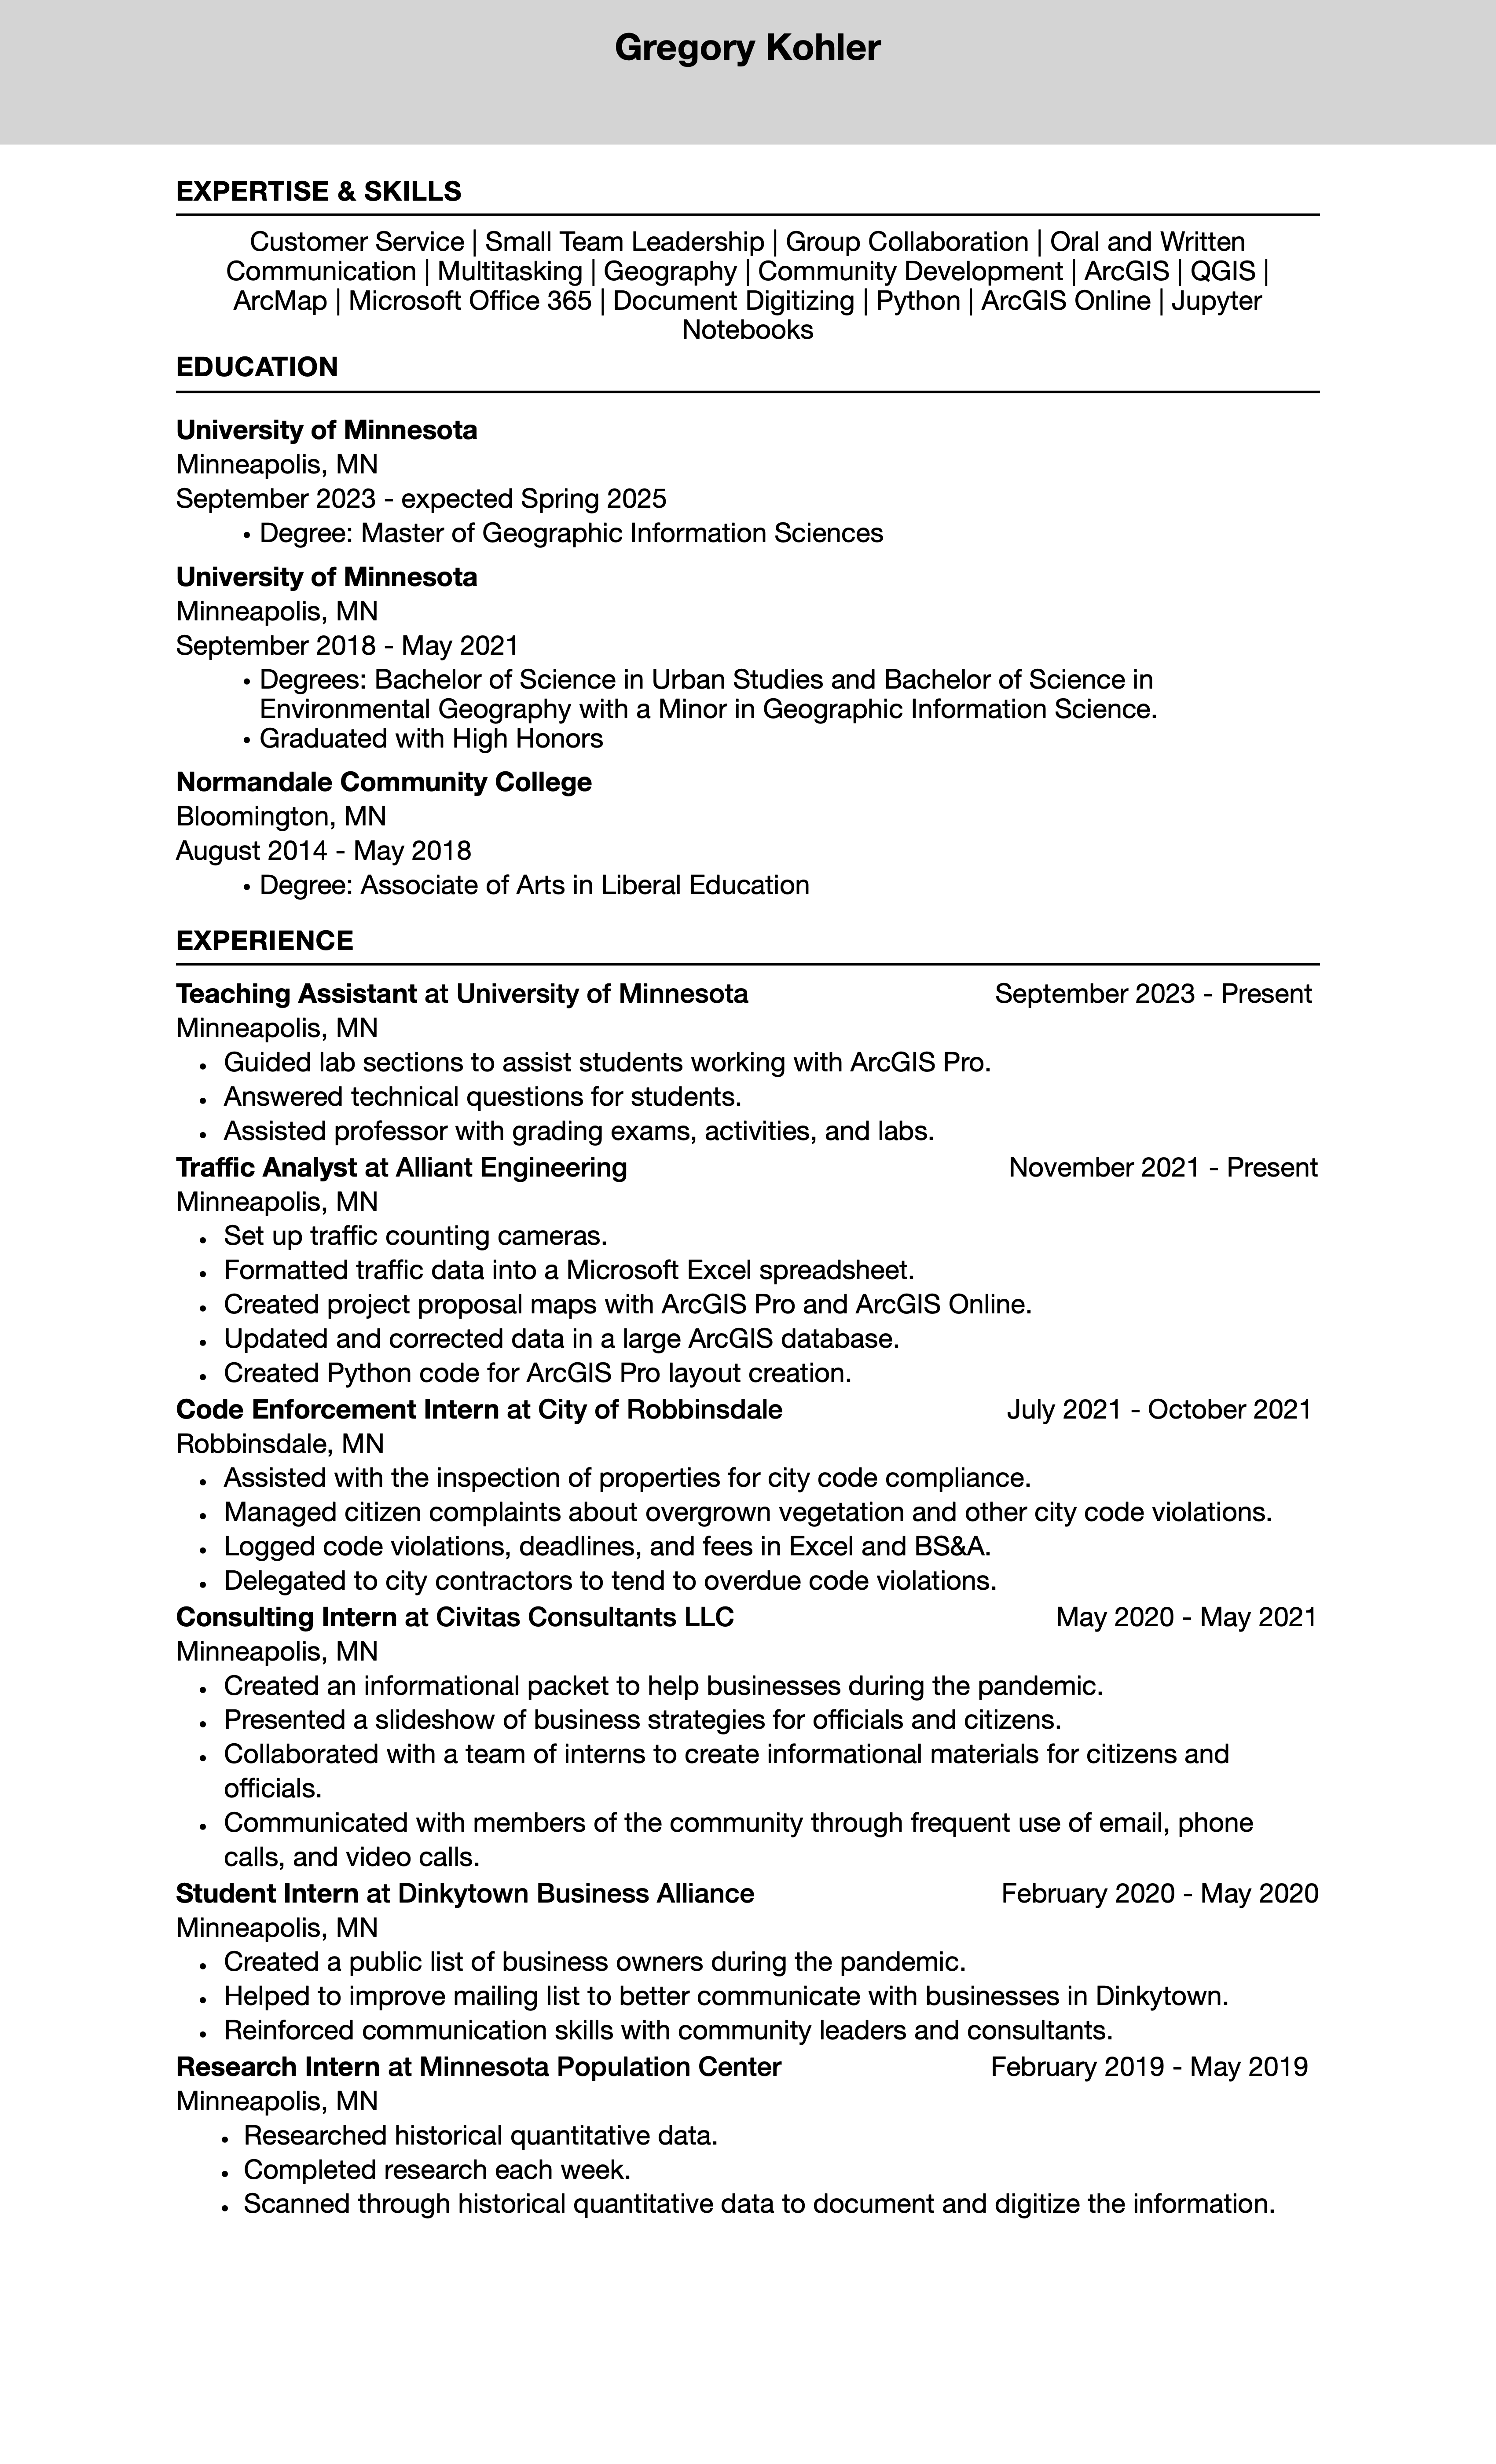 Gregory Kohler
EXPERTISE & SKILLS
Customer Service | Small Team Leadership | Group Collaboration | Oral and Written
Communication | Multitasking | Geography | Community Development | ArcGIS | QGIS |
ArcMap | Microsoft Office 365 | Document Digitizing | Python | ArcGIS Online | Jupyter
Notebooks
EDUCATION
University of Minnesota
Minneapolis, MN
September 2023 - expected Spring 2025
• Degree: Master of Geographic Information Sciences
University of Minnesota
Minneapolis, MN
September 2018 - May 2021
• Degrees: Bachelor of Science in Urban Studies and Bachelor of Science in
Environmental Geography with a Minor in Geographic Information Science.
• Graduated with High Honors
Normandale Community College
Bloomington, MN
August 2014 - May 2018
• Degree: Associate of Arts in Liberal Education
EXPERIENCE
Teaching Assistant at University of Minnesota September 2023 - Present
Minneapolis, MN
• Guided lab sections to assist students working with ArcGIS Pro.
• Answered technical questions for students.
• Assisted professor with grading exams, activities, and labs.
Traffic Analyst at Alliant Engineering November 2021 - Present
Minneapolis, MN
• Set up traffic counting cameras.
• Formatted traffic data into a Microsoft Excel spreadsheet.
• Created project proposal maps with ArcGIS Pro and ArcGIS Online.
• Updated and corrected data in a large ArcGIS database.
• Created Python code for ArcGIS Pro layout creation.
Code Enforcement Intern at City of Robbinsdale July 2021 - October 2021
Robbinsdale, MN
• Assisted with the inspection of properties for city code compliance.
• Managed citizen complaints about overgrown vegetation and other city code violations.
• Logged code violations, deadlines, and fees in Excel and BS&A.
• Delegated to city contractors to tend to overdue code violations.
Consulting Intern at Civitas Consultants LLC May 2020 - May 2021
Minneapolis, MN
• Created an informational packet to help businesses during the pandemic.
• Presented a slideshow of business strategies for officials and citizens.
• Collaborated with a team of interns to create informational materials for citizens and
officials.
• Communicated with members of the community through frequent use of email, phone
calls, and video calls.
Student Intern at Dinkytown Business Alliance February 2020 - May 2020
Minneapolis, MN
• Created a public list of business owners during the pandemic.
• Helped to improve mailing list to better communicate with businesses in Dinkytown.
• Reinforced communication skills with community leaders and consultants.
Research Intern at Minnesota Population Center February 2019 - May 2019
Minneapolis, MN
• Researched historical quantitative data.
• Completed research each week.
• Scanned through historical quantitative data to document and digitize the information.